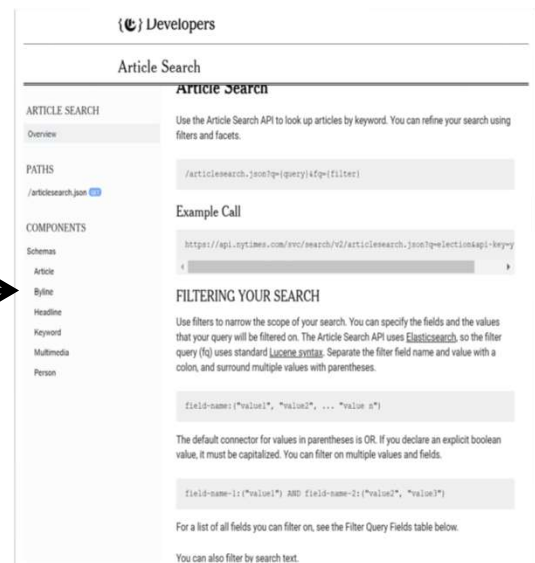 {𝕿} Developers
Article Search
ARTICLE SEARCH
Overview
PATHS
/articlesearch.json GET
COMPONENTS
Schemas
Article
Byline
Headline
Keyword
Multimedia
Person
Article Search
Use the Article Search API to look up articles by keyword. You can refine your search using
filters and facets.
/articlesearch.json?q={query}&fq={filter}
Example Call
https://api.nytimes.com/svc/search/v2/articlesearch.json?q=election&api-key=y
FILTERING YOUR SEARCH
Use filters to narrow the scope of your search. You can specify the fields and the values
that your query will be filtered on. The Article Search API uses Elasticsearch, so the filter
query (fq) uses standard Lucene syntax. Separate the filter field name and value with a
colon, and surround multiple values with parentheses.
field-name:("value1", "value2", ... "value n")
The default connector for values in parentheses is OR. If you declare an explicit boolean
value, it must be capitalized. You can filter on multiple values and fields.
field-name-1:("value1") AND field-name-2:("value2", "value3")
For a list of all fields you can filter on, see the Filter Query Fields table below.
You can also filter by search text.